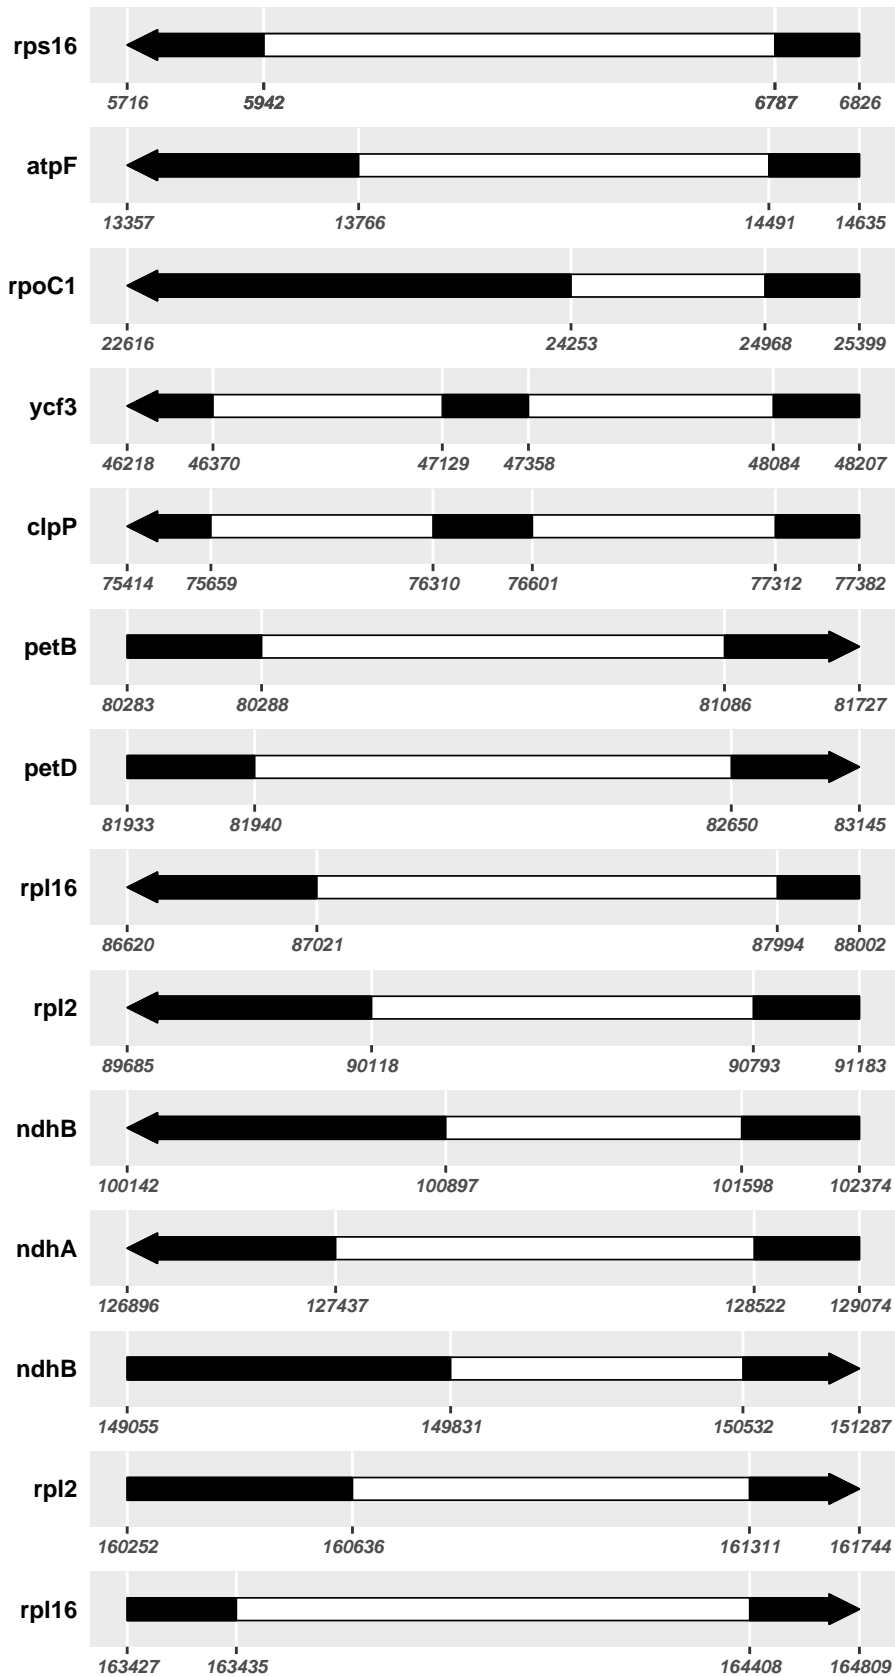 rps16
5716 5942 6787 6826
atpF
13357 13766 14491 14635
rpoC1
22616 24253 24968 25399
ycf3
46218 46370 47129 47358 48084 48207
clpP
75414 75659 76310 76601 77312 77382
petB
80283 80288 81086 81727
petD
81933 81940 82650 83145
rpl16
86620 87021 87994 88002
rpl2
89685 90118 90793 91183
ndhB
100142 100897 101598 102374
ndhA
126896 127437 128522 129074
ndhB
149055 149831 150532 151287
rpl2
160252 160636 161311 161744
rpl16
163427 163435 164408 164809